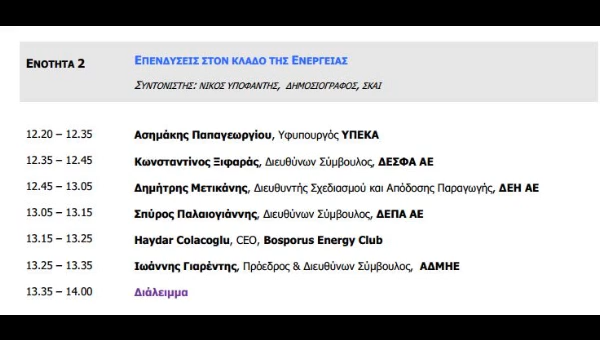 ΕΝΟΤΗΤΑ 2 ΕΠΕΝΔΥΣΕΙΣ ΣΤΟΝ ΚΛΑΔΟ ΤΗΣ ΕΝΕΡΓΕΙΑΣ
ΣΥΝΤΟΝΙΣΤΗΣ: ΝΙΚΟΣ ΥΠΟΦΑΝΤΗΣ, ΔΗΜΟΣΙΟΓΡΑΦΟΣ, ΣΚΑΙ
12.20 – 12.35 Ασημάκης Παπαγεωργίου, Υφυπουργός ΥΠΕΚΑ
12.35 – 12.45 Κωνσταντίνος Ξιφαράς, Διευθύνων Σύμβουλος, ΔΕΣΦΑ ΑΕ
12.45 – 13.05 Δημήτρης Μετικάνης, Διευθυντής Σχεδιασμού και Απόδοσης Παραγωγής, ΔΕΗ ΑΕ
13.05 – 13.15 Σπύρος Παλαιογιάννης, Διευθύνων Σύμβουλος, ΔΕΠΑ ΑΕ
13.15 – 13.25 Haydar Colacoglu, CEO, Bosporus Energy Club
13.25 – 13.35 Ιωάννης Γιαρέντης, Πρόεδρος & Διευθύνων Σύμβουλος, ΑΔΜΗΕ
13.35 – 14.00 Διάλειμμα